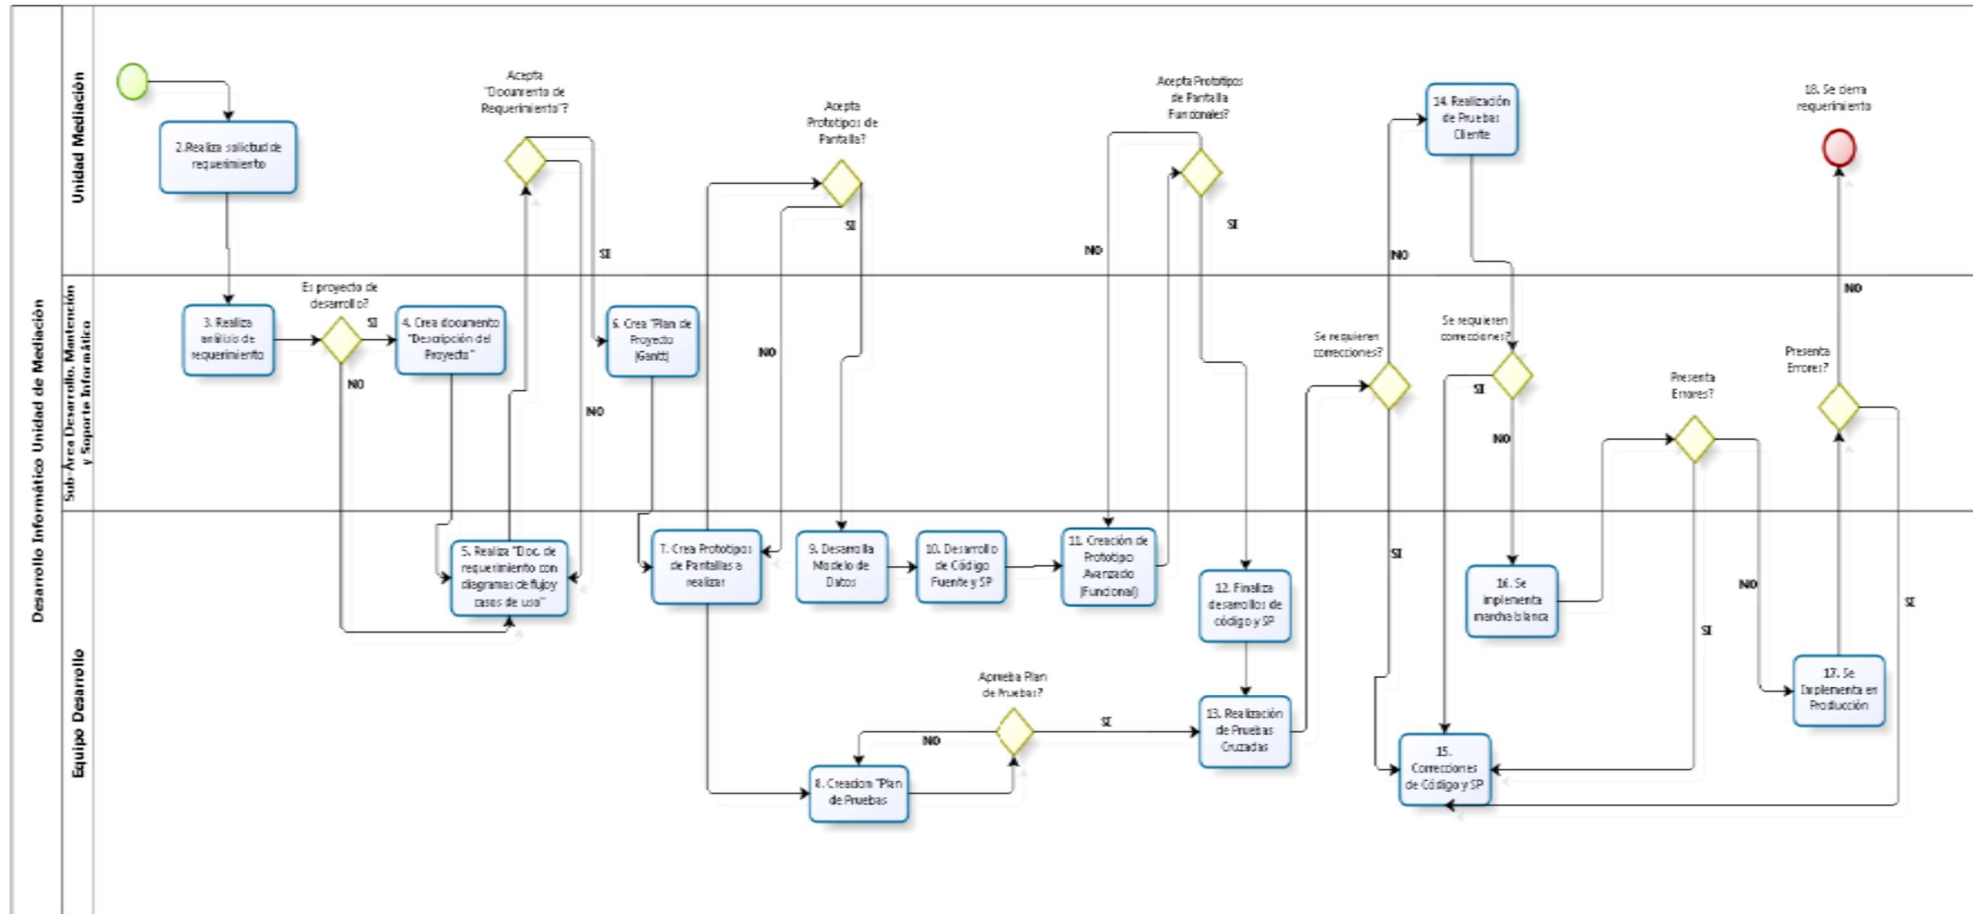 Desarrollo Informático Unidad de Mediación
Unidad Mediación
Sub-Área Desarrollo, Mantención
y Soporte Informático
Equipo Desarrollo
2.Realiza solicitud de
requerimiento
Acepta
"Documento de
Requerimiento"?
SI
NO
Acepta
Prototipos de
Pantalla?
SI
NO
Acepta Prototipos
de Pantalla
Funcionales?
NO
SI
14. Realización
de Pruebas
Cliente
NO
18. Se cierra
requerimiento
NO
3. Realiza
análisis de
requerimiento
Es proyecto de
desarrollo?
SI
NO
4. Crea documento
"Descripción del
Proyecto"
6. Crea "Plan de
Proyecto
(Gantt)
Se requieren
correcciones?
SI
Se requieren
correcciones?
SI
NO
Presenta
Errores?
NO
SI
Presenta
Errores?
SI
5. Realiza "Doc. de
requerimiento con
diagramas de flujo y
casos de uso"
7. Crea Prototipos
de Pantallas a
realizar
9. Desarrolla
Modelo de
Datos
10. Desarrollo
de Código
Fuente y SP
11. Creación de
Prototipo
Avanzado
(Funcional)
12. Finaliza
desarrollos de
código y SP
16. Se
implementa
marcha blanca
17. Se
Implementa en
Producción
Aprueba Plan
de Pruebas?
NO
SI
8. Creacion "Plan
de Pruebas
13. Realización
de Pruebas
Cruzadas
15.
Correcciones
de Código y SP